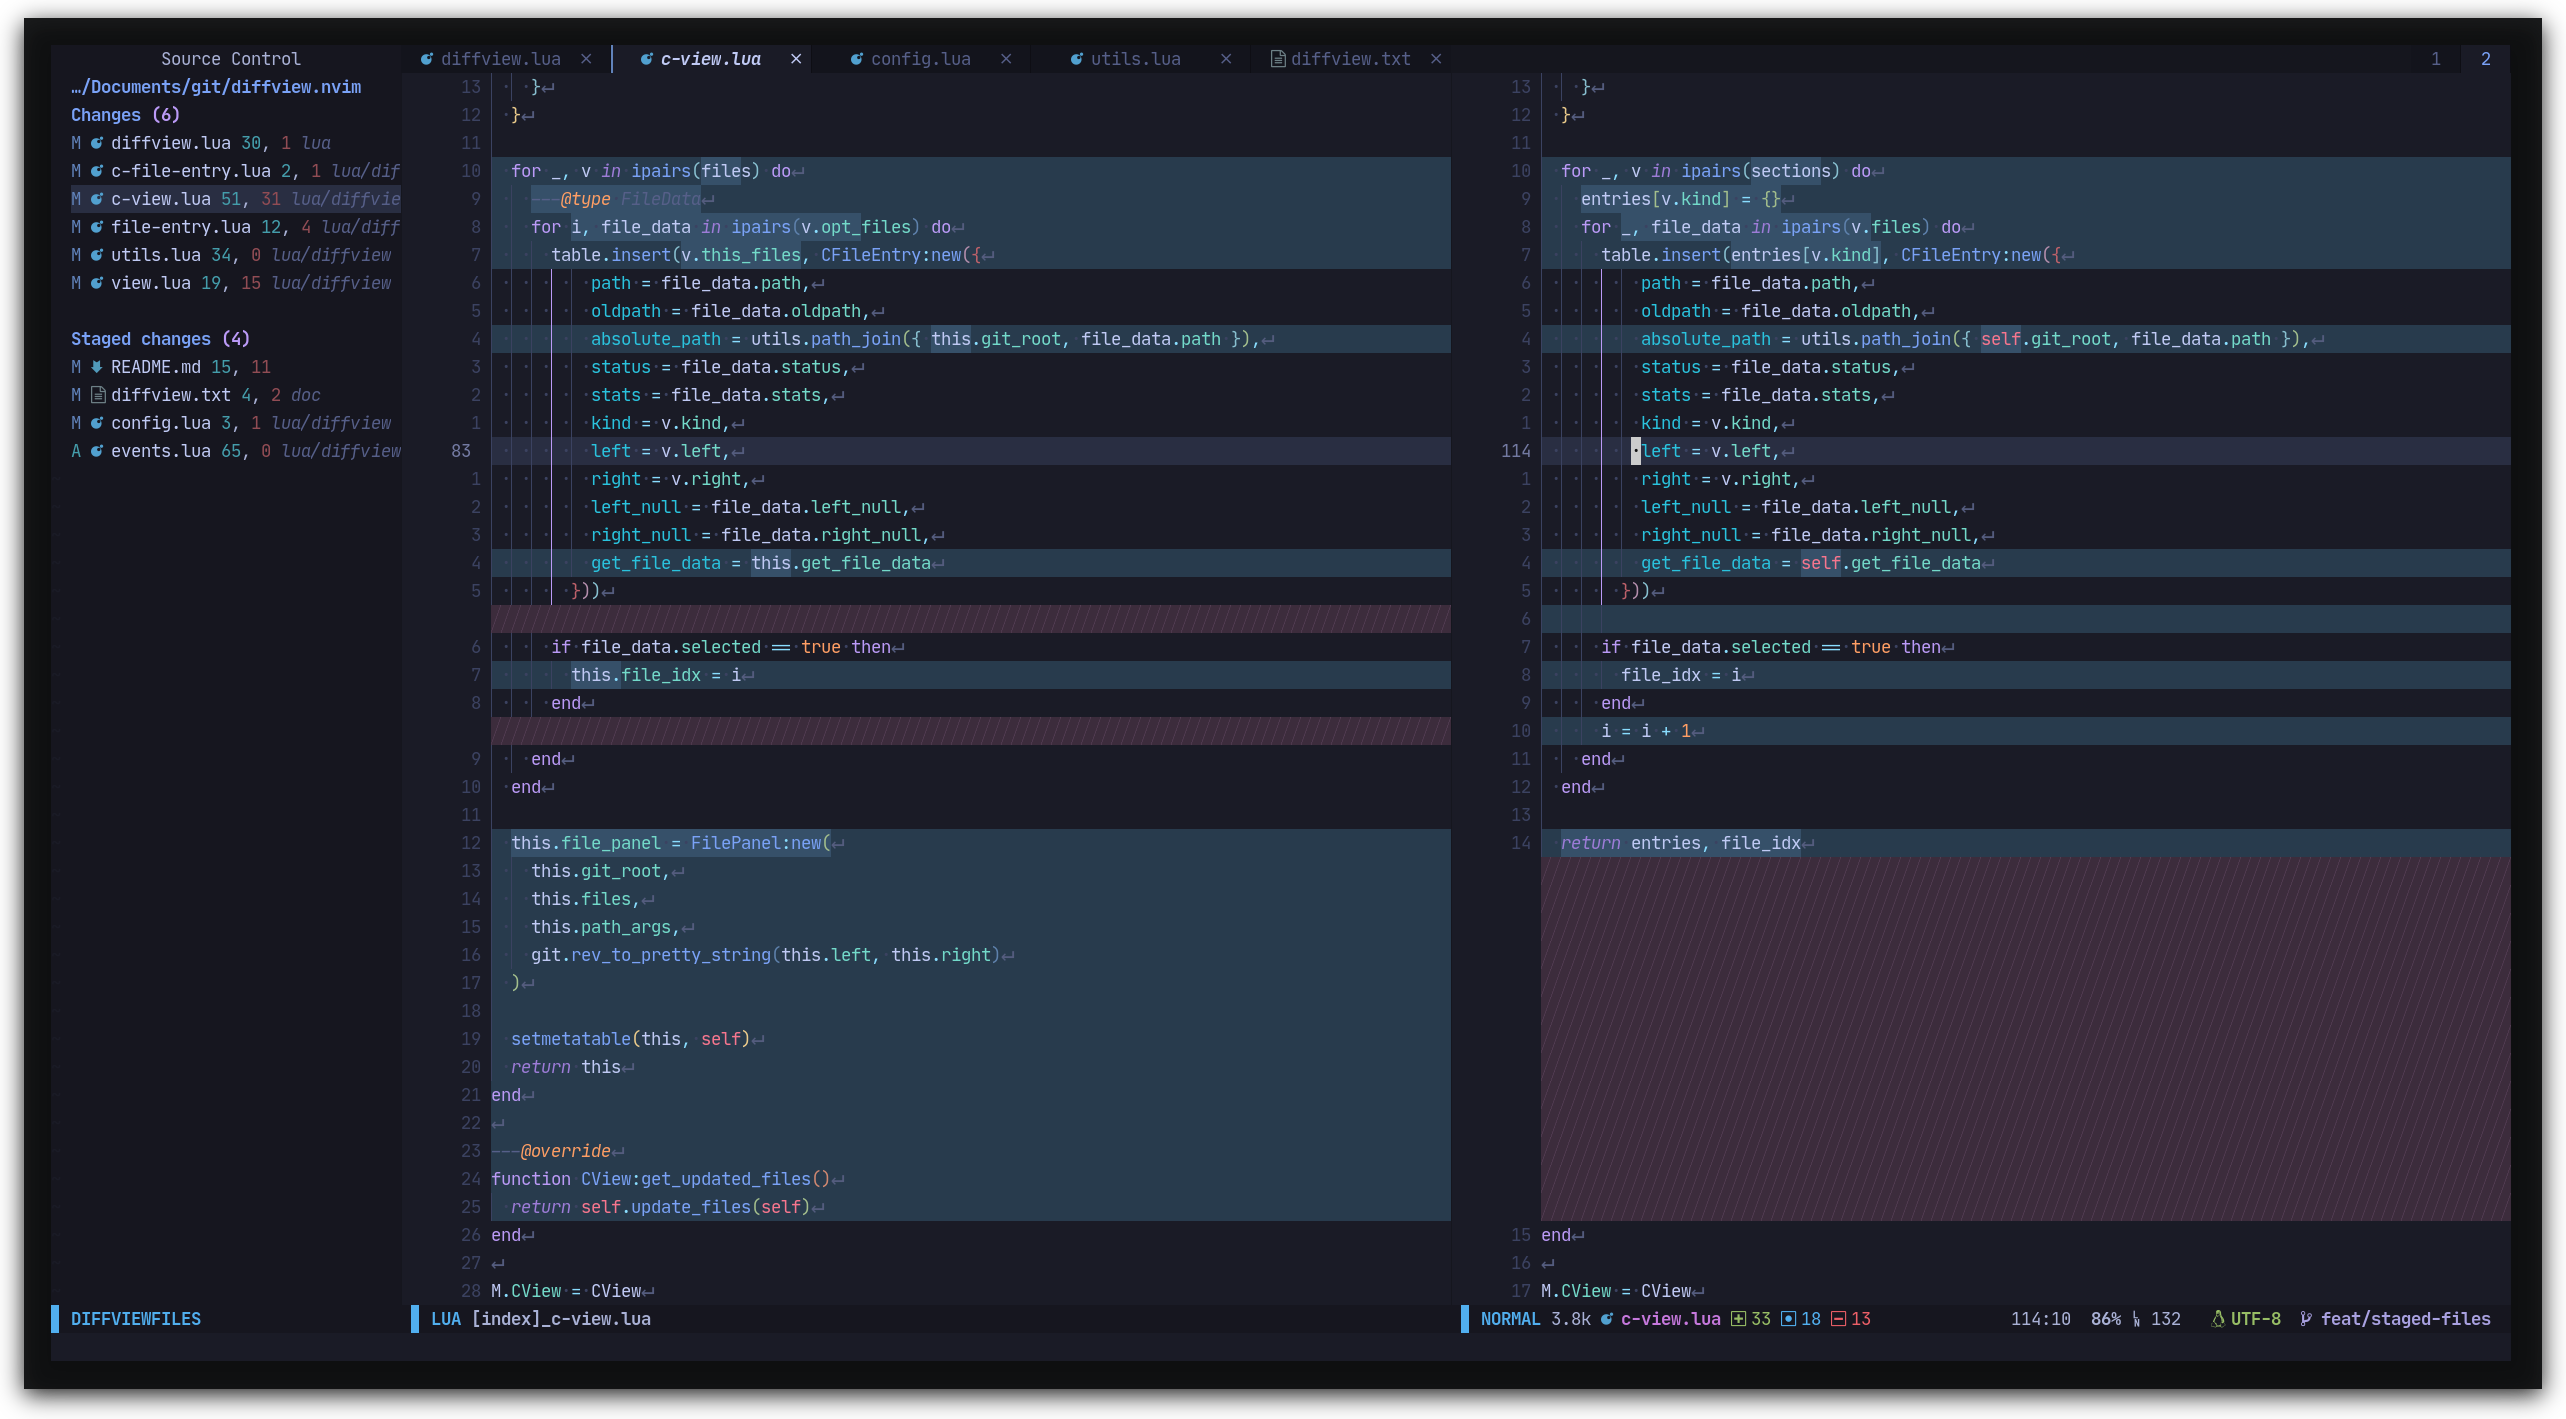 Source Control
…/Documents/git/diffview.nvim
Changes (6)
M diffview.lua 30, 1 lua
M c-file-entry.lua 2, 1 lua/dif
M c-view.lua 51, 31 lua/diffvie
M file-entry.lua 12, 4 lua/diff
M utils.lua 34, 0 lua/diffview
M view.lua 19, 15 lua/diffview
Staged changes (4)
M README.md 15, 11
M diffview.txt 4, 2 doc
M config.lua 3, 1 lua/diffview
A events.lua 65, 0 lua/diffview
DIFFVIEWFILES
diffview.lua × c-view.lua × config.lua × utils.lua × diffview.txt × 1 2
13 }↵
12 }↵
11
10 for _, v in ipairs(files) do↵
9 ---@type FileData↵
8 for i, file_data in ipairs(v.opt_files) do↵
7 table.insert(v.this_files, CFileEntry:new({↵
6 path = file_data.path,↵
5 oldpath = file_data.oldpath,↵
4 absolute_path = utils.path_join({ this.git_root, file_data.path }),↵
3 status = file_data.status,↵
2 stats = file_data.stats,↵
1 kind = v.kind,↵
83 left = v.left,↵
1 right = v.right,↵
2 left_null = file_data.left_null,↵
3 right_null = file_data.right_null,↵
4 get_file_data = this.get_file_data↵
5 }))↵
6 if file_data.selected == true then↵
7 this.file_idx = i↵
8 end↵
9 end↵
10 end↵
11
12 this.file_panel = FilePanel:new(↵
13 this.git_root,↵
14 this.files,↵
15 this.path_args,↵
16 git.rev_to_pretty_string(this.left, this.right)↵
17 )↵
18
19 setmetatable(this, self)↵
20 return this↵
21 end↵
22 ↵
23 ---@override↵
24 function CView:get_updated_files()↵
25 return self.update_files(self)↵
26 end↵
27 ↵
28 M.CView = CView↵
LUA [index]_c-view.lua
13 }↵
12 }↵
11
10 for _, v in ipairs(sections) do↵
9 entries[v.kind] = {}↵
8 for _, file_data in ipairs(v.files) do↵
7 table.insert(entries[v.kind], CFileEntry:new({↵
6 path = file_data.path,↵
5 oldpath = file_data.oldpath,↵
4 absolute_path = utils.path_join({ self.git_root, file_data.path }),↵
3 status = file_data.status,↵
2 stats = file_data.stats,↵
1 kind = v.kind,↵
114 left = v.left,↵
1 right = v.right,↵
2 left_null = file_data.left_null,↵
3 right_null = file_data.right_null,↵
4 get_file_data = self.get_file_data↵
5 }))↵
6
7 if file_data.selected == true then↵
8 file_idx = i↵
9 end↵
10 i = i + 1↵
11 end↵
12 end↵
13
14 return entries, file_idx↵
15 end↵
16 ↵
17 M.CView = CView↵
NORMAL 3.8k c-view.lua 33 18 13 114:10 86% LN 132 UTF-8 feat/staged-files